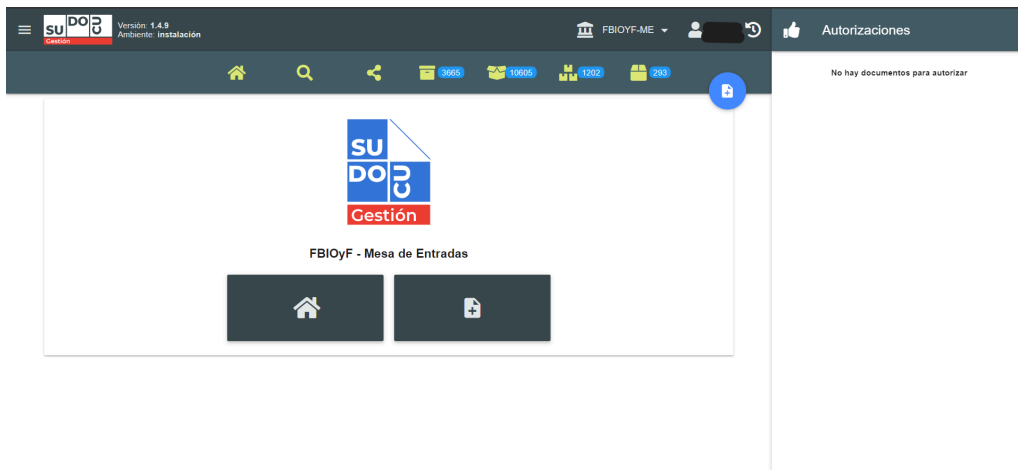 SU DO CU
Gestión
Versión: 1.4.9
Ambiente: instalación
FBIOYF-ME
Autorizaciones
3665
10605
1202
293
No hay documentos para autorizar
SU
DO CU
Gestión
FBIOyF - Mesa de Entradas